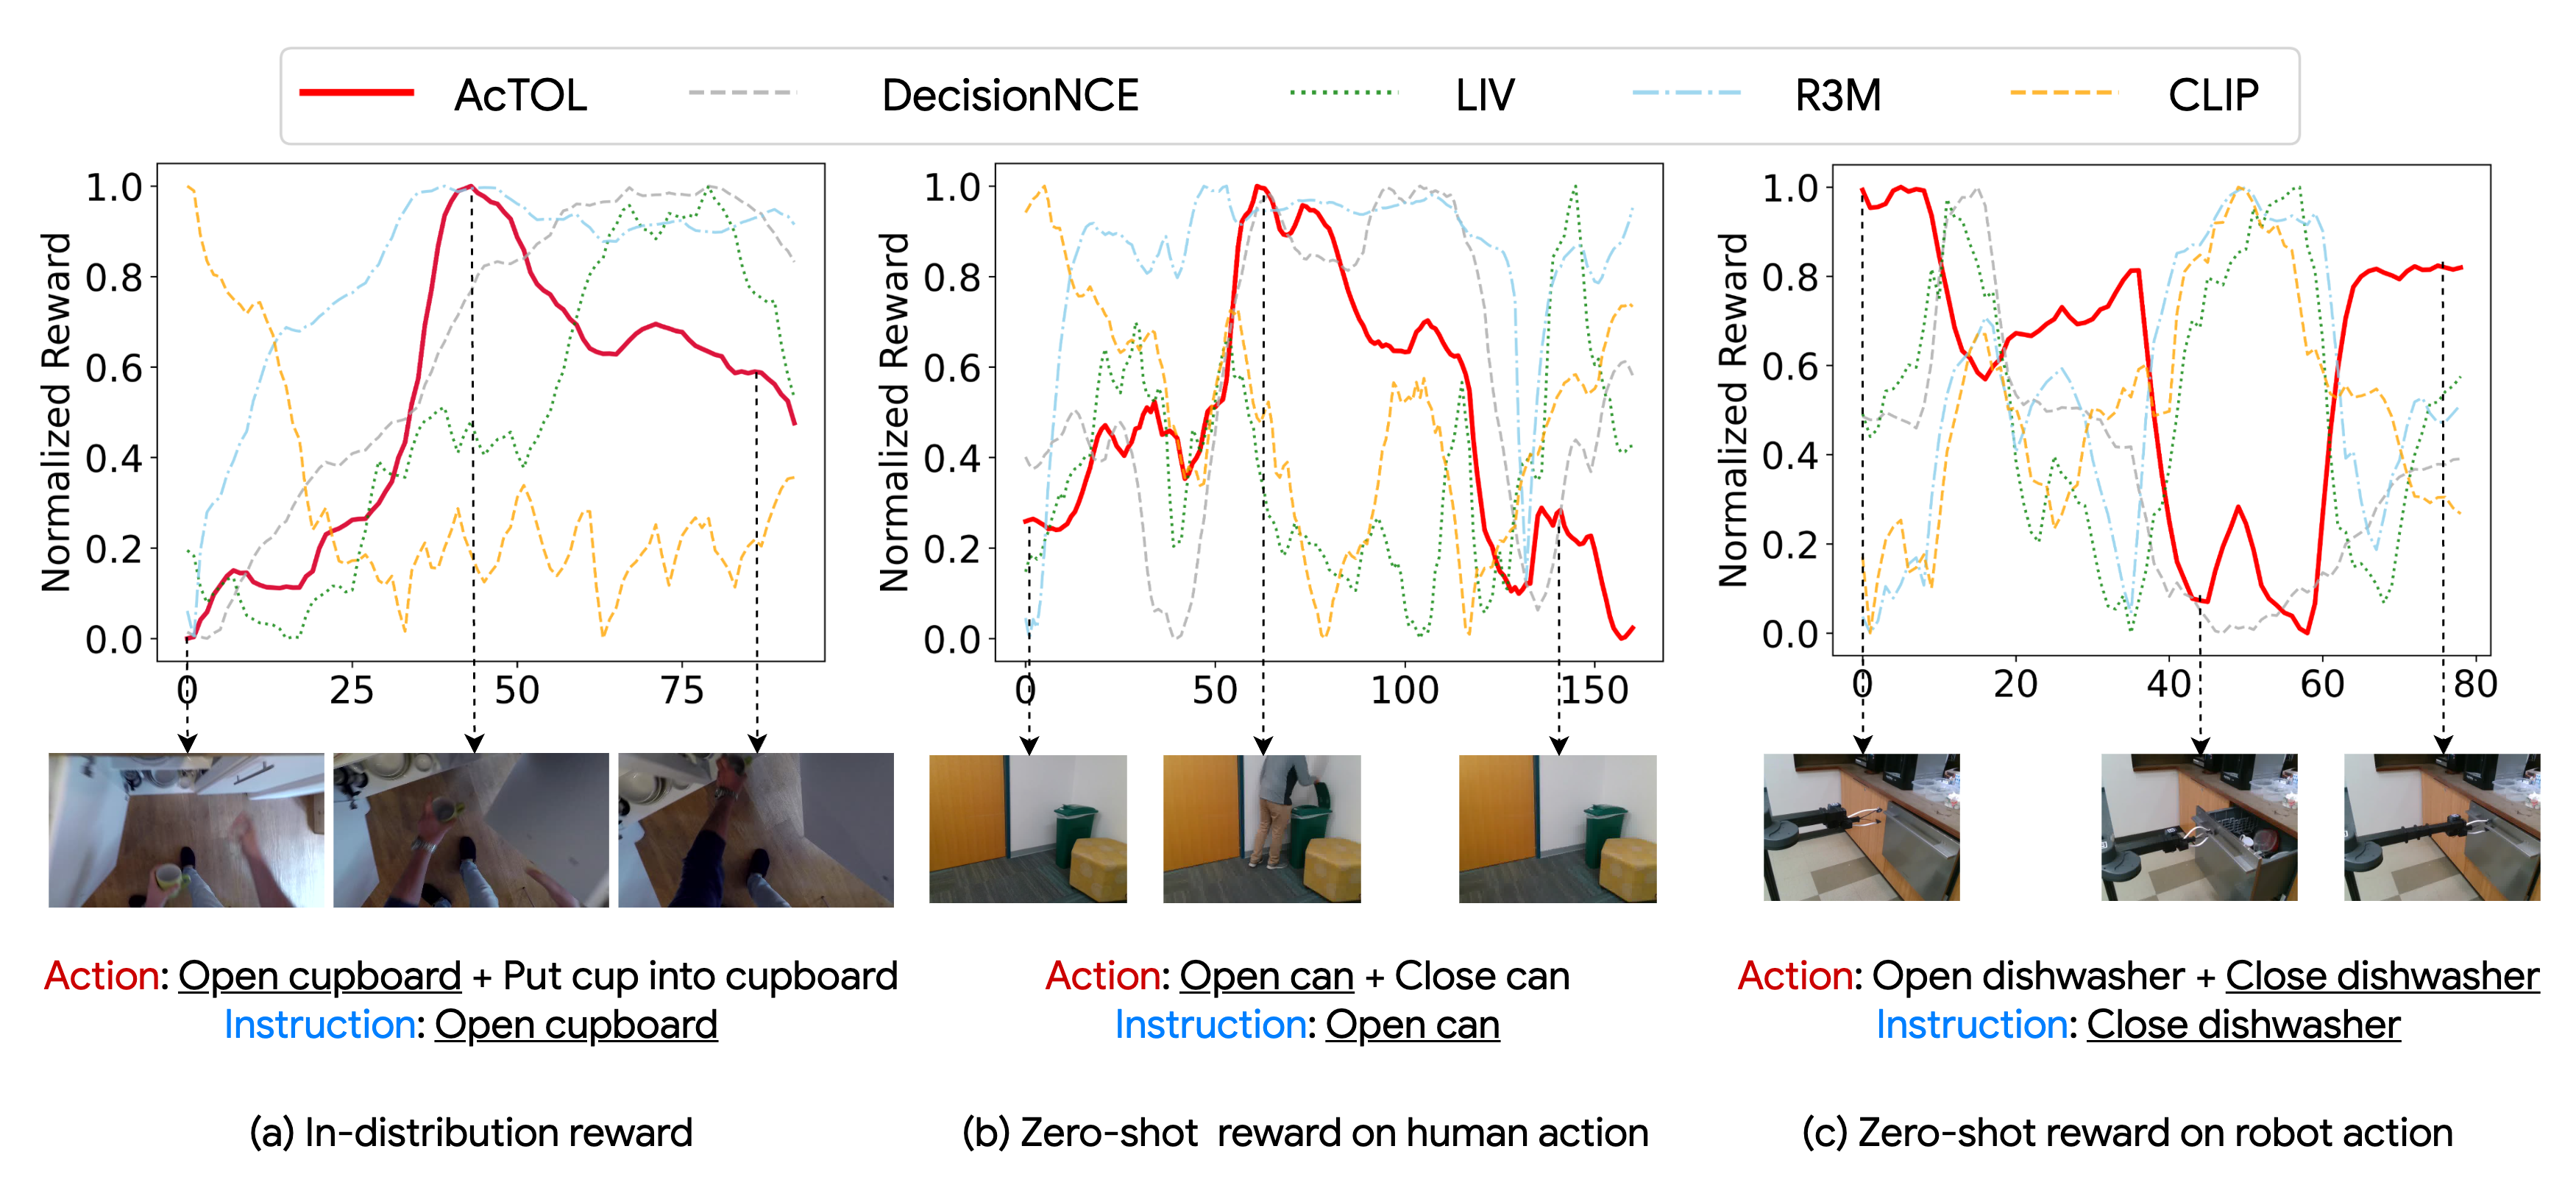 AcTOL DecisionNCE LIV R3M CLIP
Normalized Reward
1.0
0.8
0.6
0.4
0.2
0.0
0 25 50 75
Normalized Reward
1.0
0.8
0.6
0.4
0.2
0.0
0 50 100 150
Normalized Reward
1.0
0.8
0.6
0.4
0.2
0.0
0 20 40 60 80
Action: Open cupboard + Put cup into cupboard
Instruction: Open cupboard
Action: Open can + Close can
Instruction: Open can
Action: Open dishwasher + Close dishwasher
Instruction: Close dishwasher
(a) In-distribution reward
(b) Zero-shot reward on human action
(c) Zero-shot reward on robot action